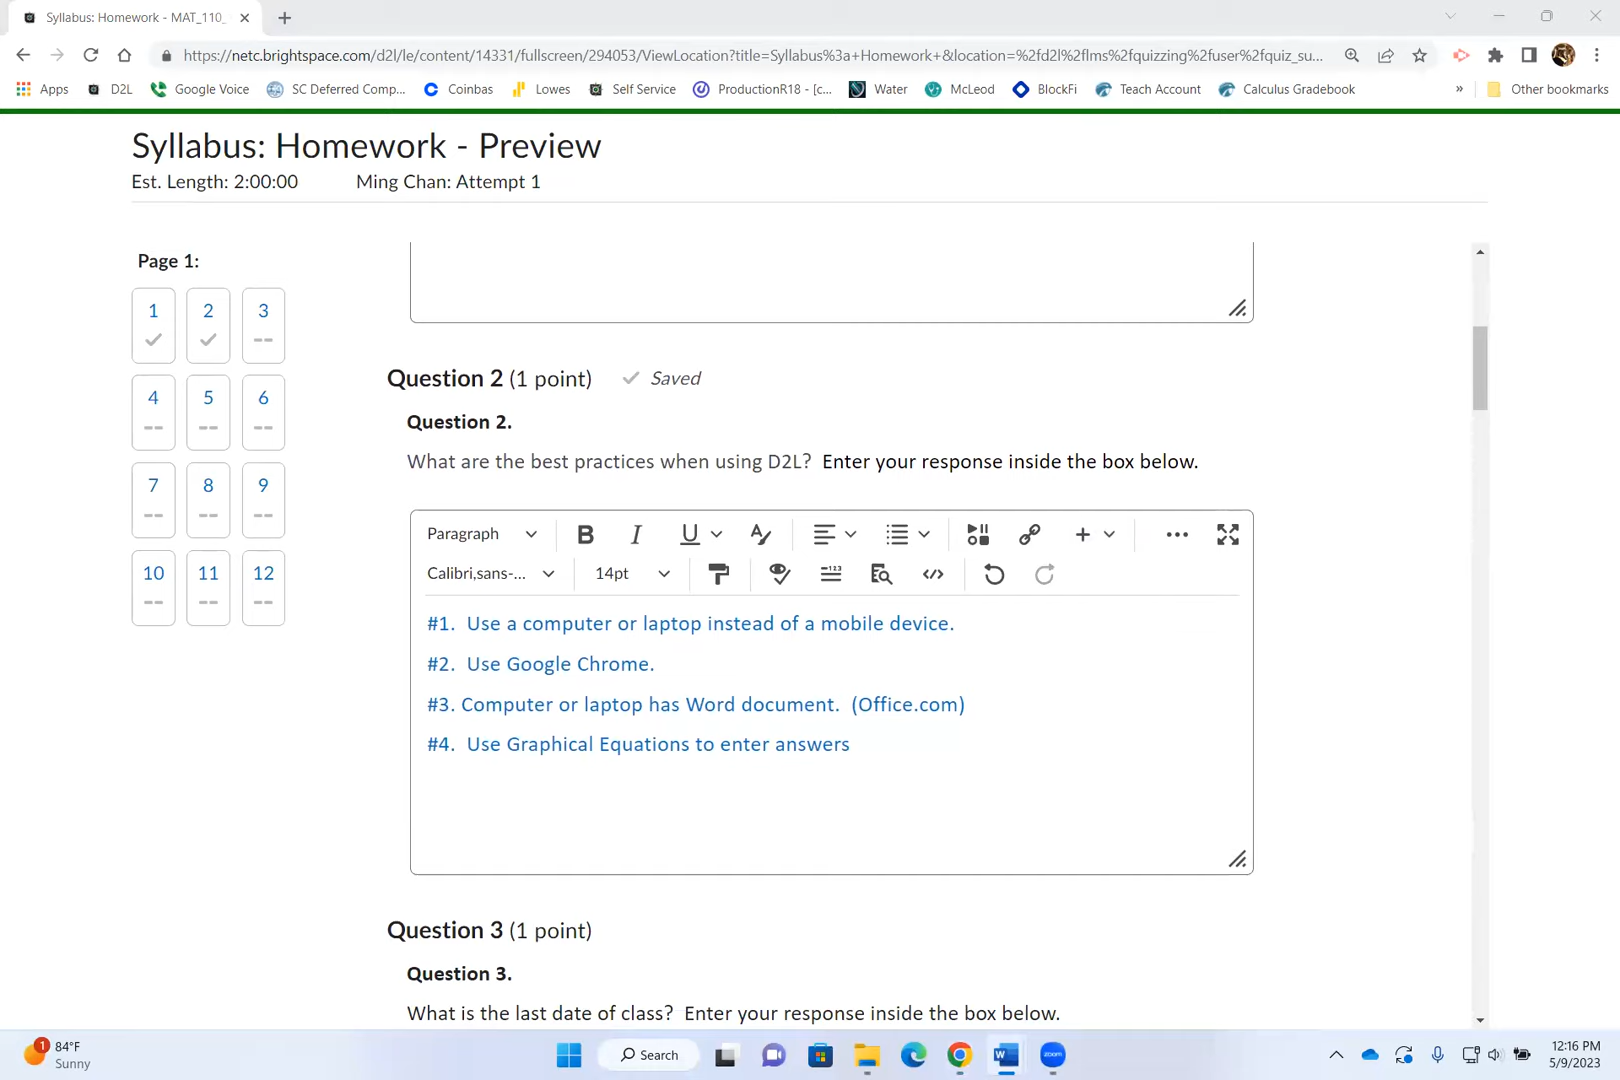 Syllabus: Homework - MAT_110_
https://netc.brightspace.com/d2l/le/content/14331/fullscreen/294053/ViewLocation?title=Syllabus%3a+Homework+&location=%2fd2l%2flms%2fquizzing%2fuser%2fquiz_su...
Apps D2L Google Voice SC Deferred Comp... Coinbas Lowes Self Service ProductionR18 - [c... Water McLeod BlockFi Teach Account Calculus Gradebook » Other bookmarks
Syllabus: Homework - Preview
Est. Length: 2:00:00 Ming Chan: Attempt 1
Page 1:
1 2 3
-- 
4 5 6
-- -- --
7 8 9
-- -- --
10 11 12
-- -- --
Question 2 (1 point) Saved
Question 2.
What are the best practices when using D2L? Enter your response inside the box below.
Paragraph B I U A
Calibri,sans-... 14pt
#1. Use a computer or laptop instead of a mobile device.
#2. Use Google Chrome.
#3. Computer or laptop has Word document. (Office.com)
#4. Use Graphical Equations to enter answers
Question 3 (1 point)
Question 3.
What is the last date of class? Enter your response inside the box below.
1
84°F
Sunny
Search
W
zoom
12:16 PM
5/9/2023